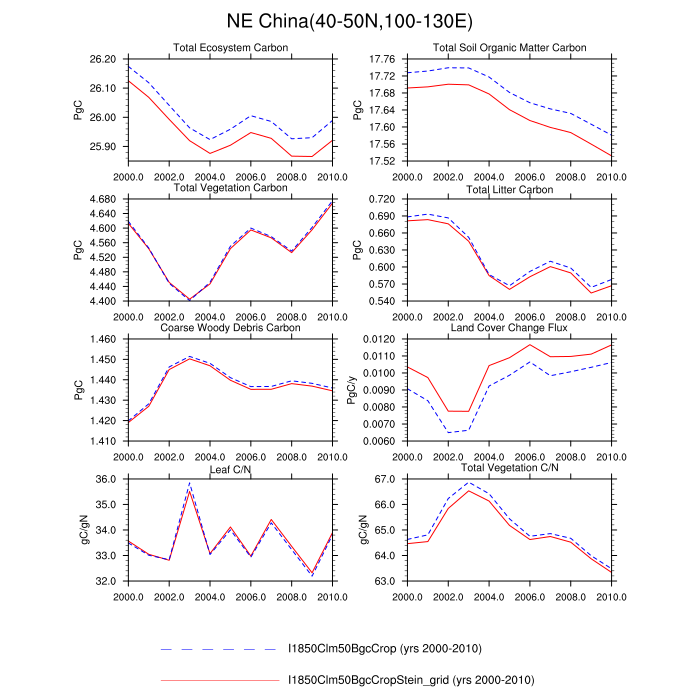 NE China(40-50N,100-130E)
Total Ecosystem Carbon
PgC
26.20
26.10
26.00
25.90
2000.0 2002.0 2004.0 2006.0 2008.0 2010.0
Total Soil Organic Matter Carbon
PgC
17.76
17.72
17.68
17.64
17.60
17.56
17.52
2000.0 2002.0 2004.0 2006.0 2008.0 2010.0
Total Vegetation Carbon
PgC
4.680
4.640
4.600
4.560
4.520
4.480
4.440
4.400
2000.0 2002.0 2004.0 2006.0 2008.0 2010.0
Total Litter Carbon
PgC
0.720
0.690
0.660
0.630
0.600
0.570
0.540
2000.0 2002.0 2004.0 2006.0 2008.0 2010.0
Coarse Woody Debris Carbon
PgC
1.460
1.450
1.440
1.430
1.420
1.410
2000.0 2002.0 2004.0 2006.0 2008.0 2010.0
Land Cover Change Flux
PgC/y
0.0120
0.0110
0.0100
0.0090
0.0080
0.0070
0.0060
2000.0 2002.0 2004.0 2006.0 2008.0 2010.0
Leaf C/N
gC/gN
36.0
35.0
34.0
33.0
32.0
2000.0 2002.0 2004.0 2006.0 2008.0 2010.0
Total Vegetation C/N
gC/gN
67.0
66.0
65.0
64.0
63.0
2000.0 2002.0 2004.0 2006.0 2008.0 2010.0
I1850Clm50BgcCrop (yrs 2000-2010)
I1850Clm50BgcCropStein_grid (yrs 2000-2010)